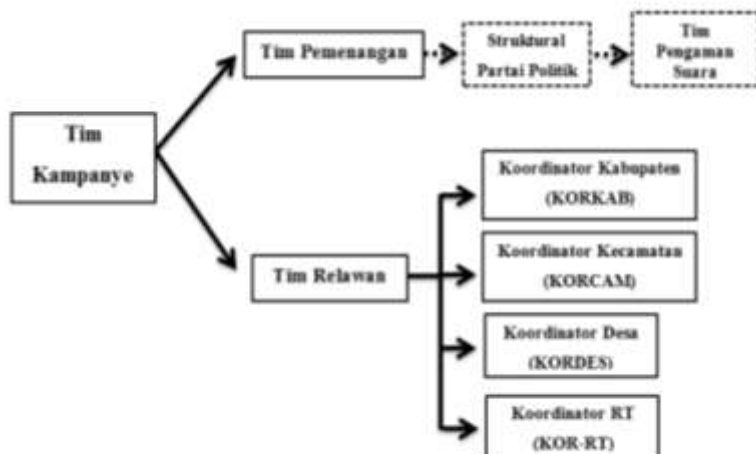 Tim Pemenangan
Struktural
Partai Politik
Tim
Pengaman
Suara
Tim
Kampanye
Tim Relawan
Koordinator Kabupaten
(KORKAB)
Koordinator Kecamatan
(KORCAM)
Koordinator Desa
(KORDES)
Koordinator RT
(KOR-RT)